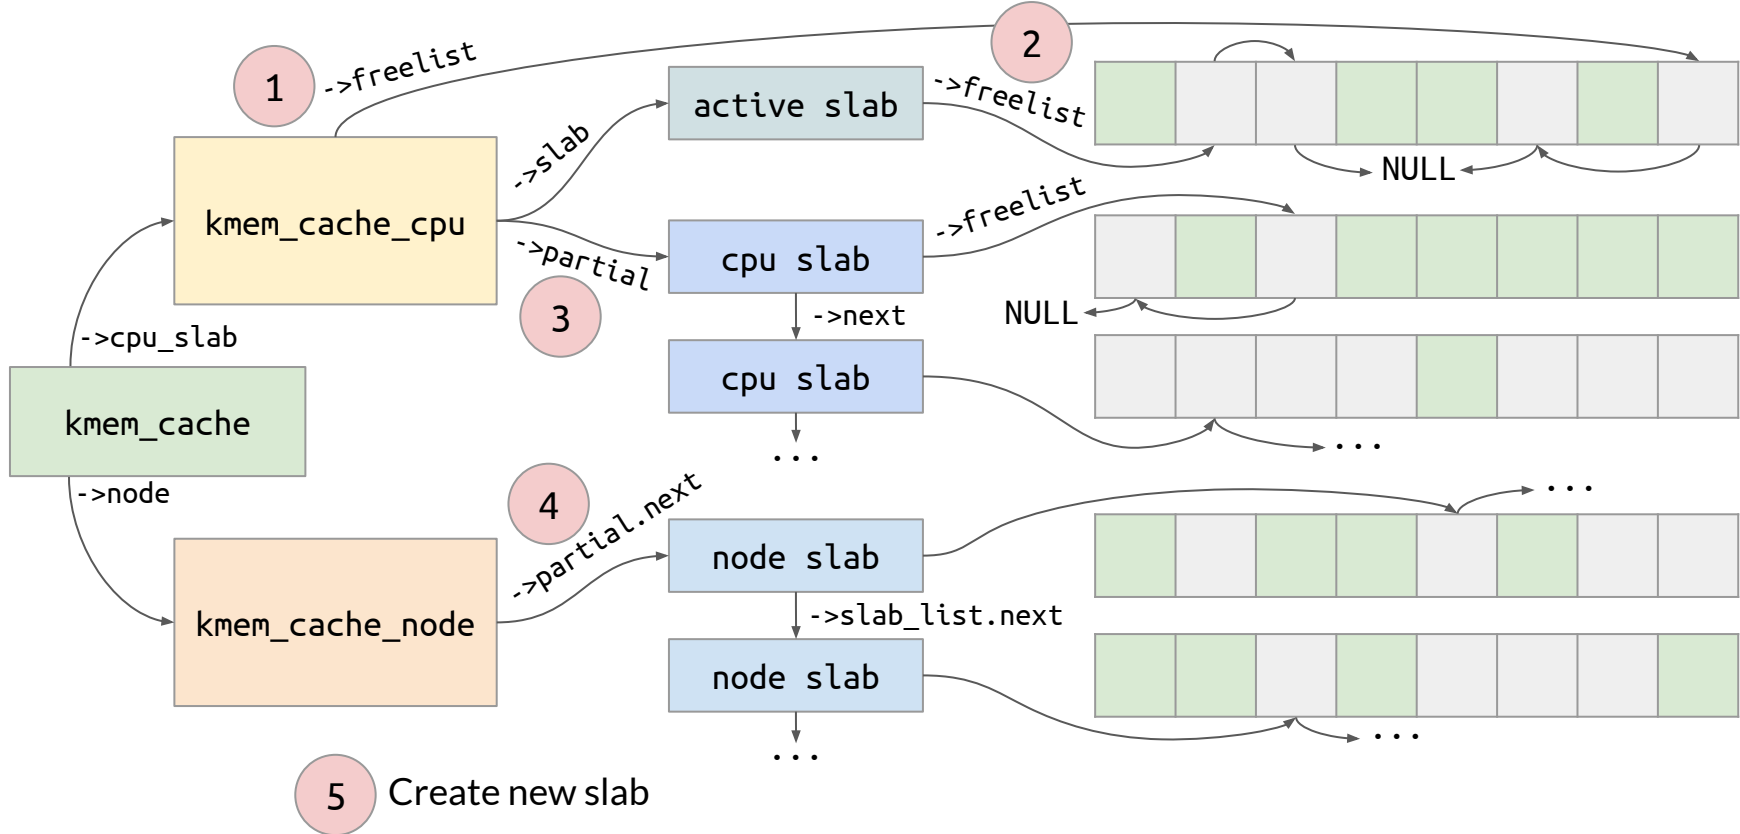 1
->freelist
2
active slab
->freelist
->slab
NULL
kmem_cache_cpu
->partial
cpu slab
->freelist
3
->next
NULL
->cpu_slab
cpu slab
kmem_cache
...
...
->node
4
->partial.next
...
node slab
kmem_cache_node
->slab_list.next
node slab
...
...
5 Create new slab